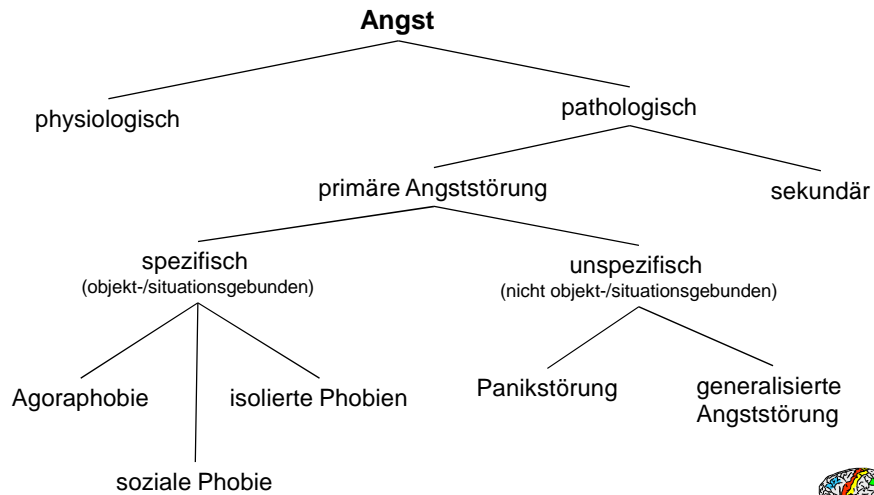 Angst
physiologisch
pathologisch
primäre Angststörung
sekundär
spezifisch
(objekt-/situationsgebunden)
unspezifisch
(nicht objekt-/situationsgebunden)
Agoraphobie
isolierte Phobien
Panikstörung
generalisierte
Angststörung
soziale Phobie